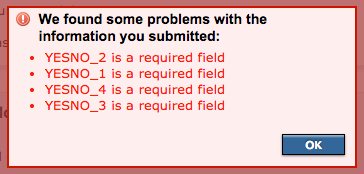 We found some problems with the
information you submitted:
YESNO_2 is a required field
YESNO_1 is a required field
YESNO_4 is a required field
YESNO_3 is a required field
OK